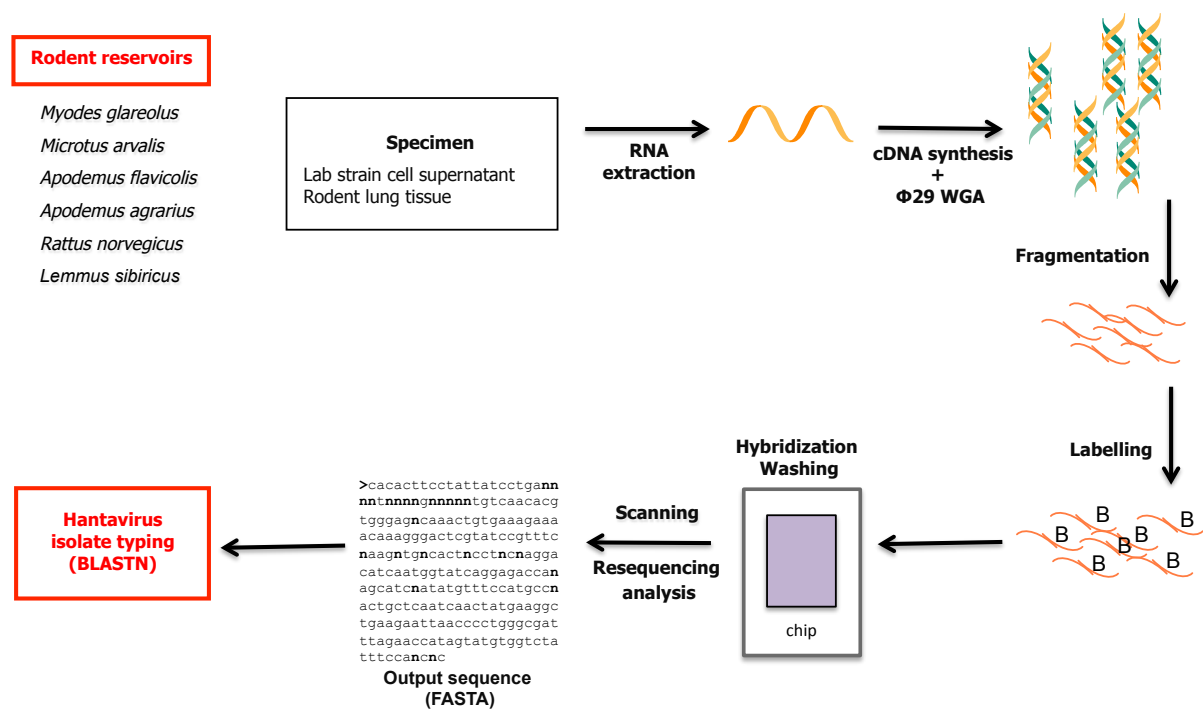 Rodent reservoirs
Myodes glareolus
Microtus arvalis
Apodemus flavicolis
Apodemus agrarius
Rattus norvegicus
Lemmus sibiricus
Specimen
Lab strain cell supernatant
Rodent lung tissue
RNA
extraction
cDNA synthesis
+
Φ29 WGA
Fragmentation
Labelling
B
B
B
B
B
B
B
Hybridization
Washing
chip
Scanning
Resequencing
analysis
>cacacttcctattatcctgann
nntnnnngnnnnntgtcaacacg
tgggagncaaactgtgaaagaaa
acaaagggactcgtatccgtttc
nnaagntgncactncctncnagga
catcaatggtatcaggagaccan
agcatcnatatgtttccatgccn
actgctcaatcaactatgaaggc
tgaagaattaacccctgggcgat
ttagaaccatagtatgtggtcta
tttccancnc
Output sequence
(FASTA)
Hantavirus
isolate typing
(BLASTN)